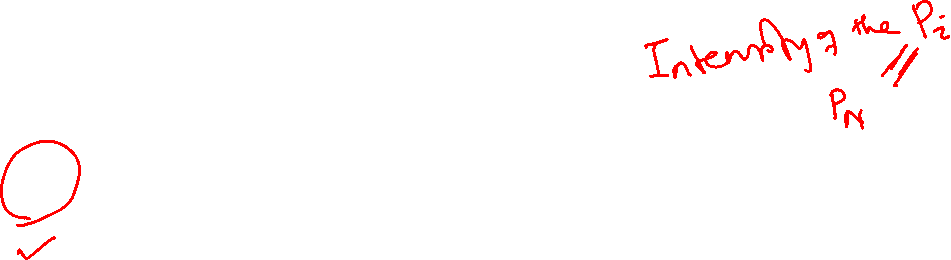 Intensity of the Pi
PN